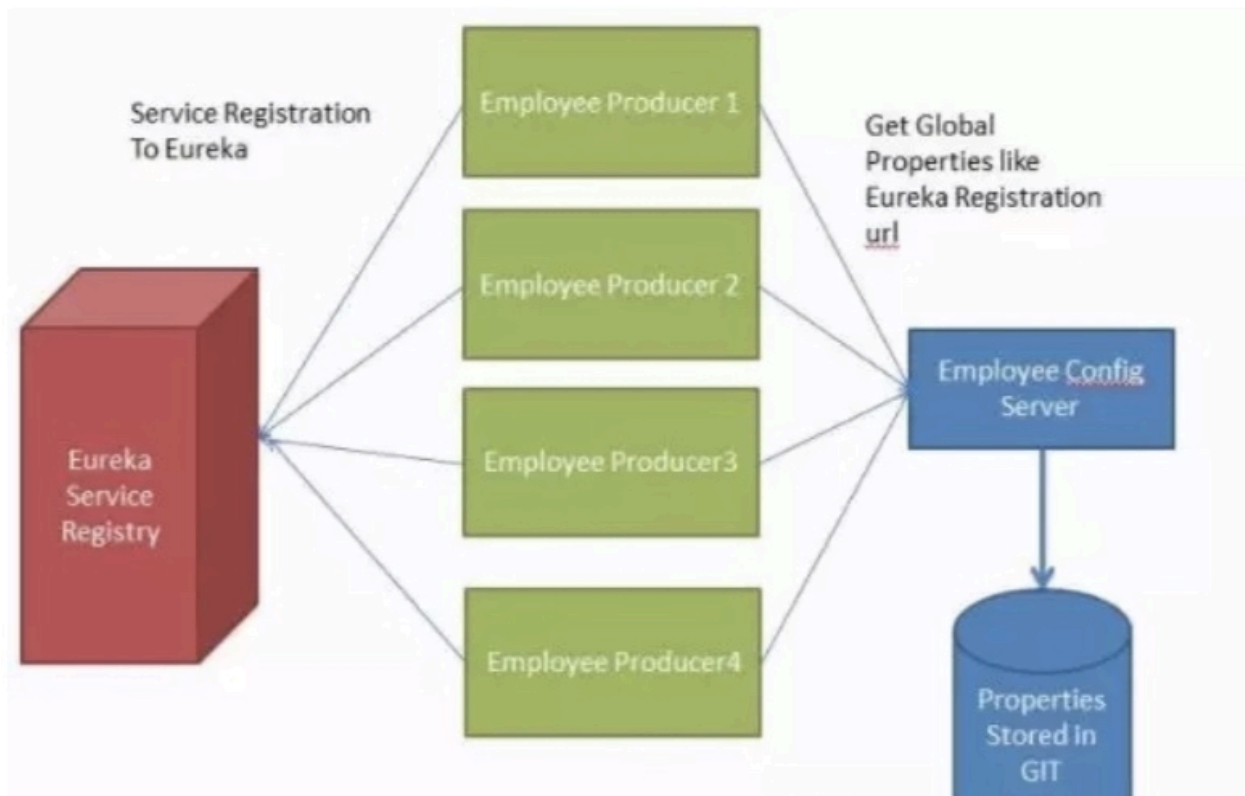 Service Registration
To Eureka
Employee Producer 1
Get Global
Properties like
Eureka Registration
url
Employee Producer 2
Eureka
Service
Registry
Employee Producer3
Employee Config
Server
Employee Producer4
Properties
Stored in
GIT